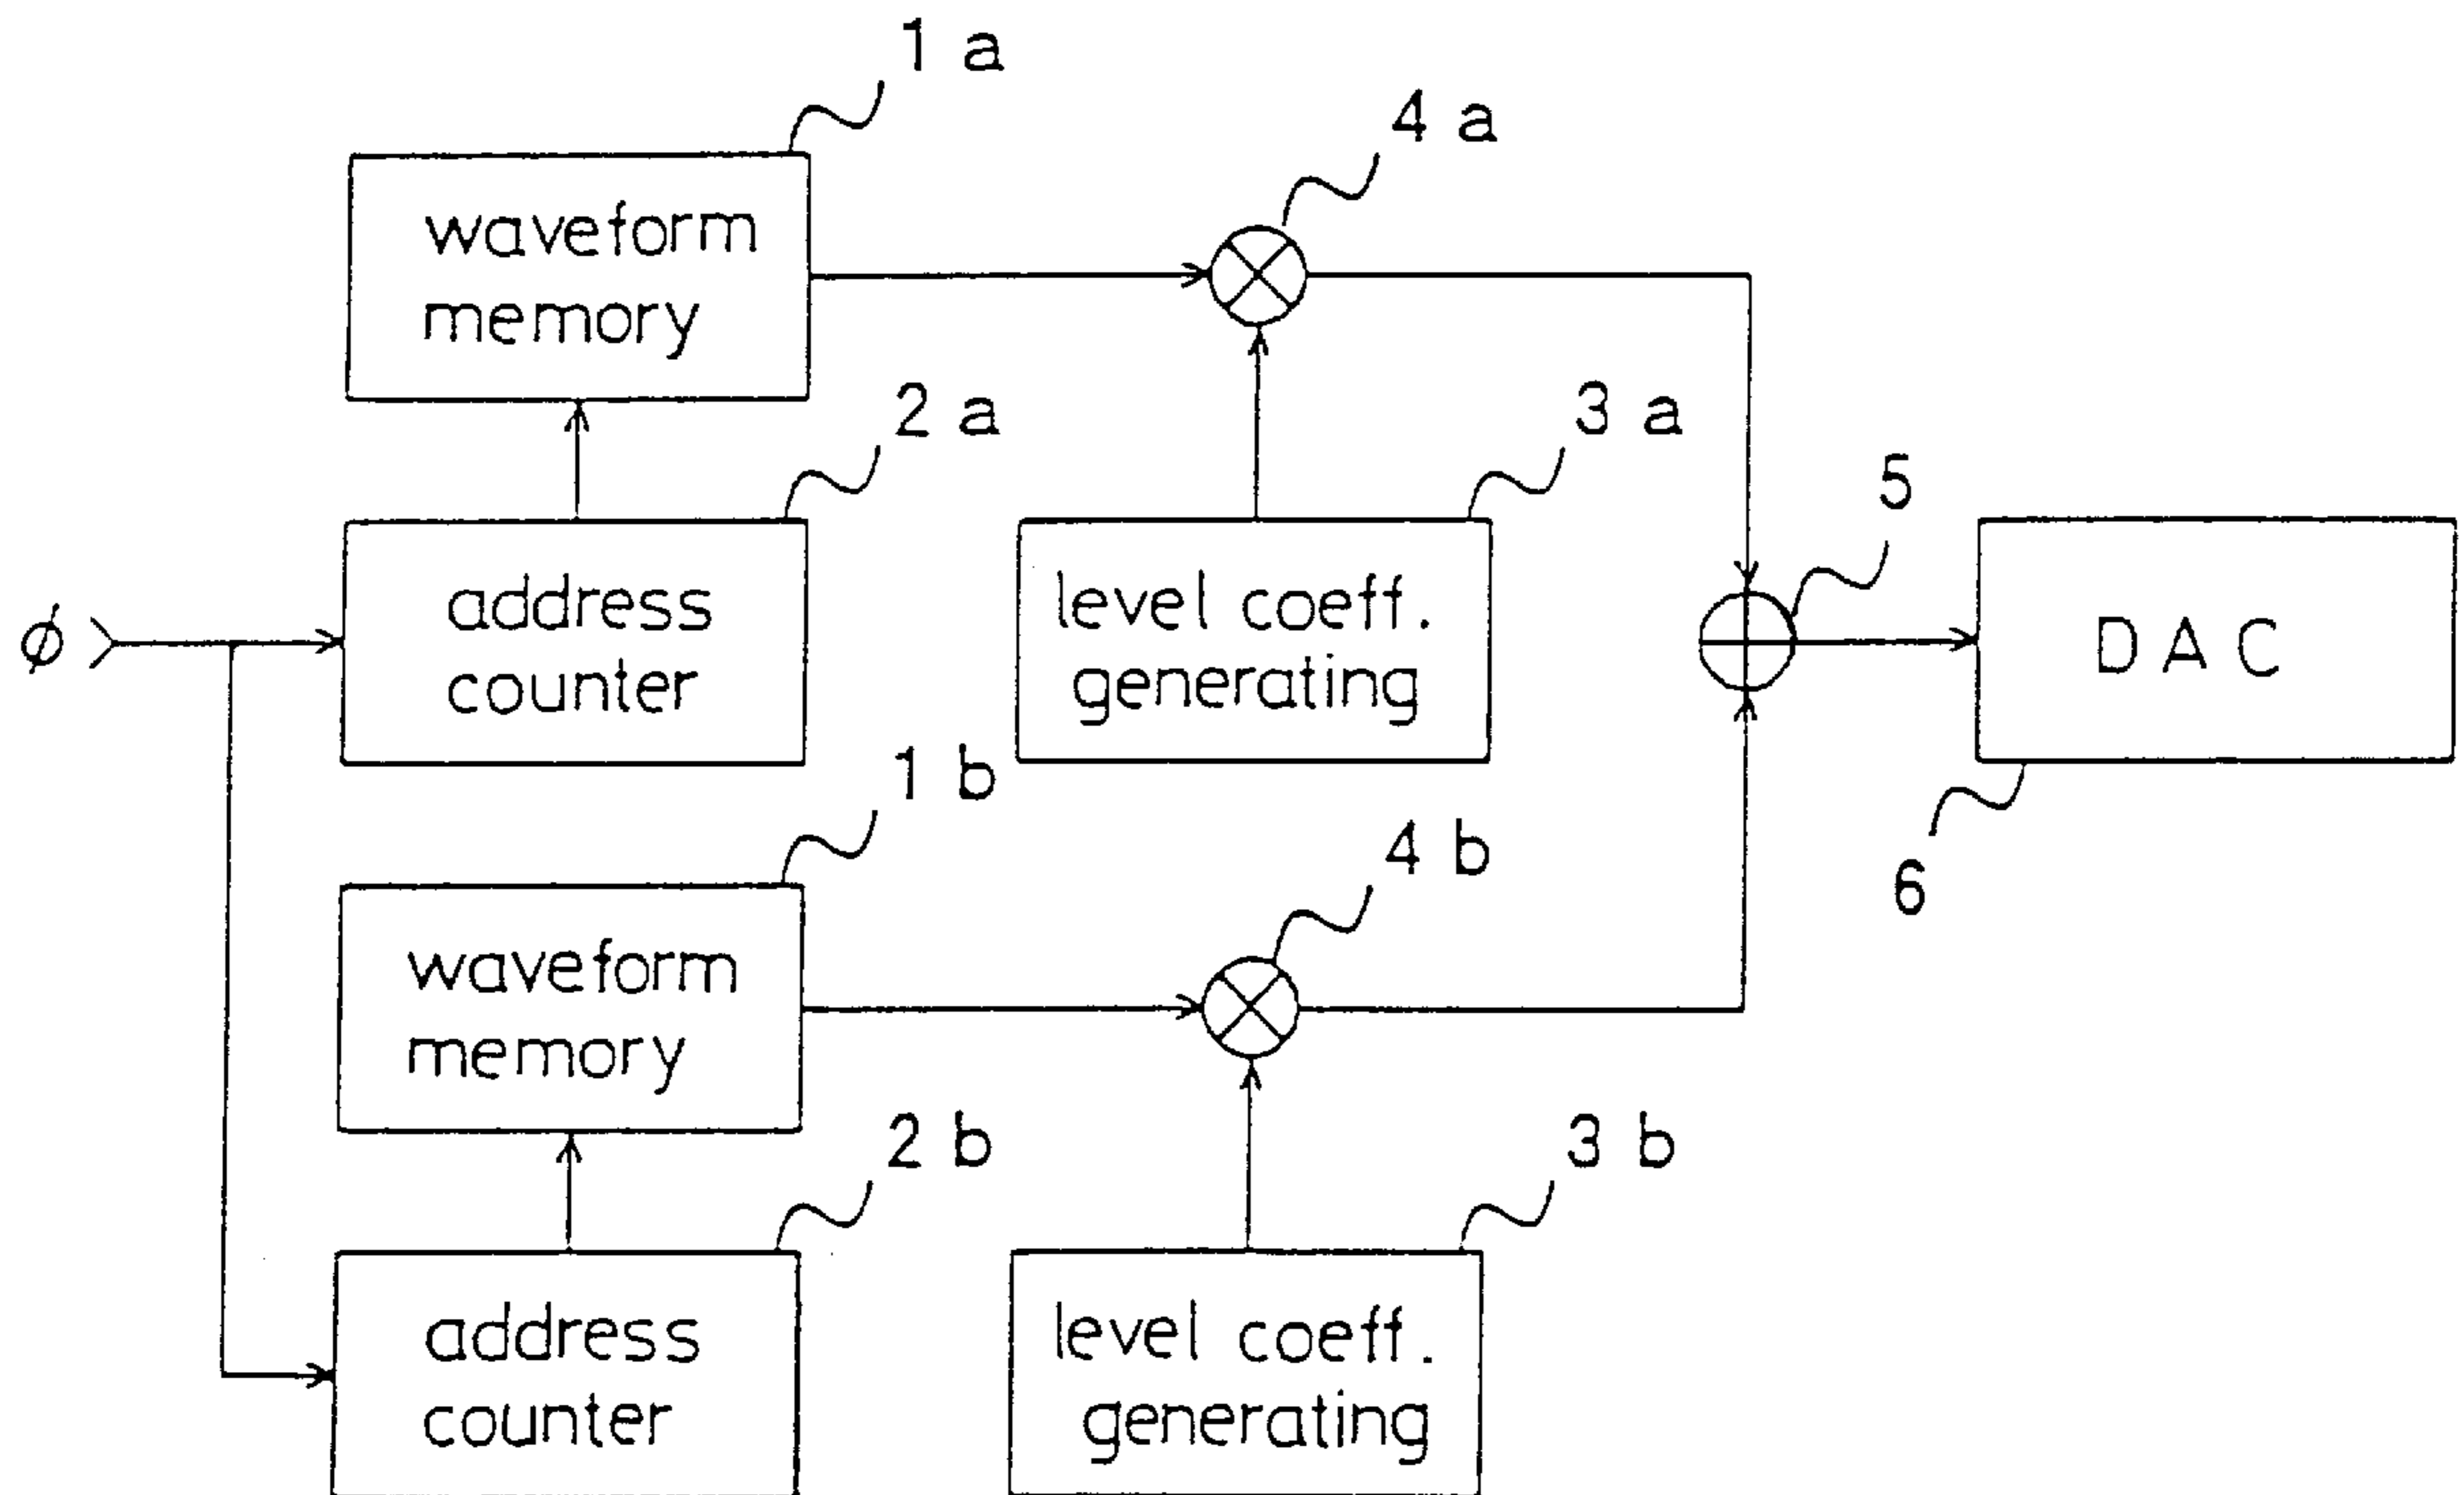 1 a
4 a
waveform
memory
2 a
3 a
5
ϕ
address
counter
level coeff.
generating
D A C
1 b
4 b
6
waveform
memory
2 b
3 b
address
counter
level coeff.
generating